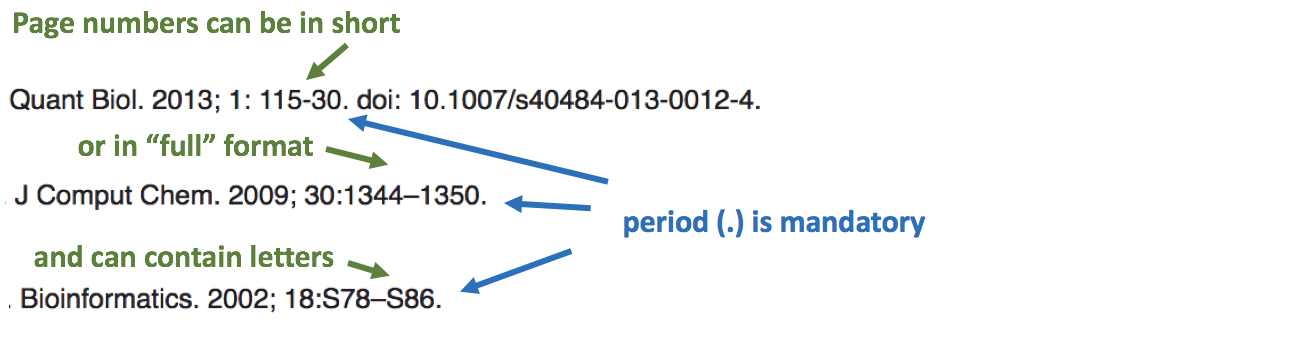 Page numbers can be in short
Quant Biol. 2013; 1: 115-30. doi: 10.1007/s40484-013-0012-4.
or in “full” format
. J Comput Chem. 2009; 30:1344–1350.
period (.) is mandatory
and can contain letters
. Bioinformatics. 2002; 18:S78–S86.